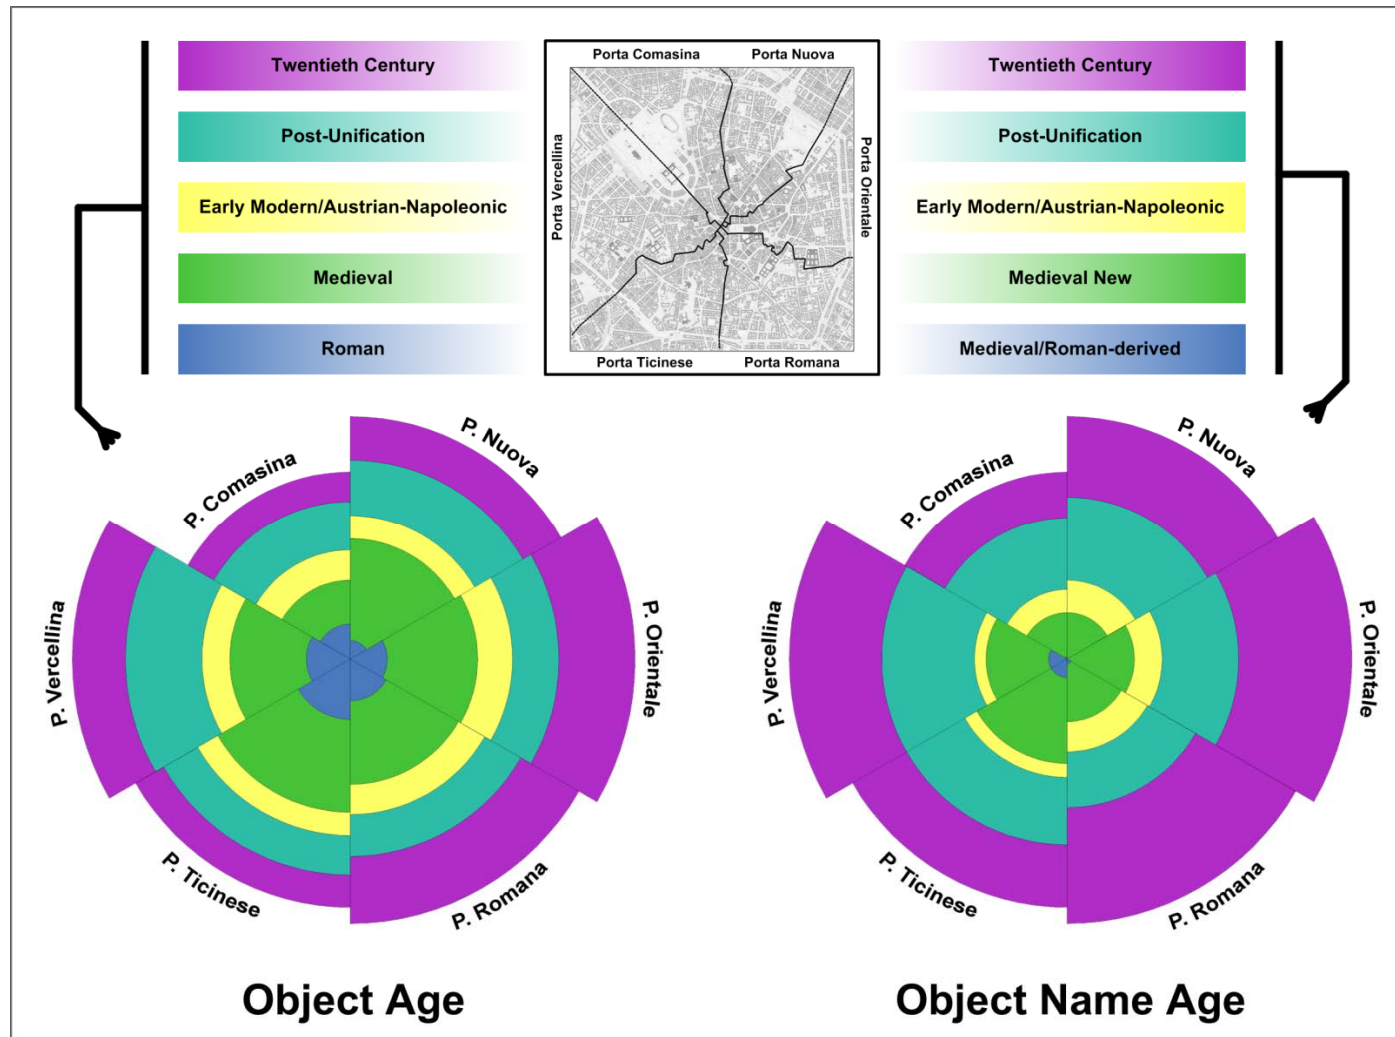 Twentieth Century
Post-Unification
Early Modern/Austrian-Napoleonic
Medieval
Roman
Porta Comasina
Porta Nuova
Porta Vercellina
Porta Orientale
Porta Ticinese
Porta Romana
Twentieth Century
Post-Unification
Early Modern/Austrian-Napoleonic
Medieval New
Medieval/Roman-derived
P. Comasina
P. Nuova
P. Vercellina
P. Orientale
P. Ticinese
P. Romana
Object Age
P. Comasina
P. Nuova
P. Vercellina
P. Orientale
P. Ticinese
P. Romana
Object Name Age